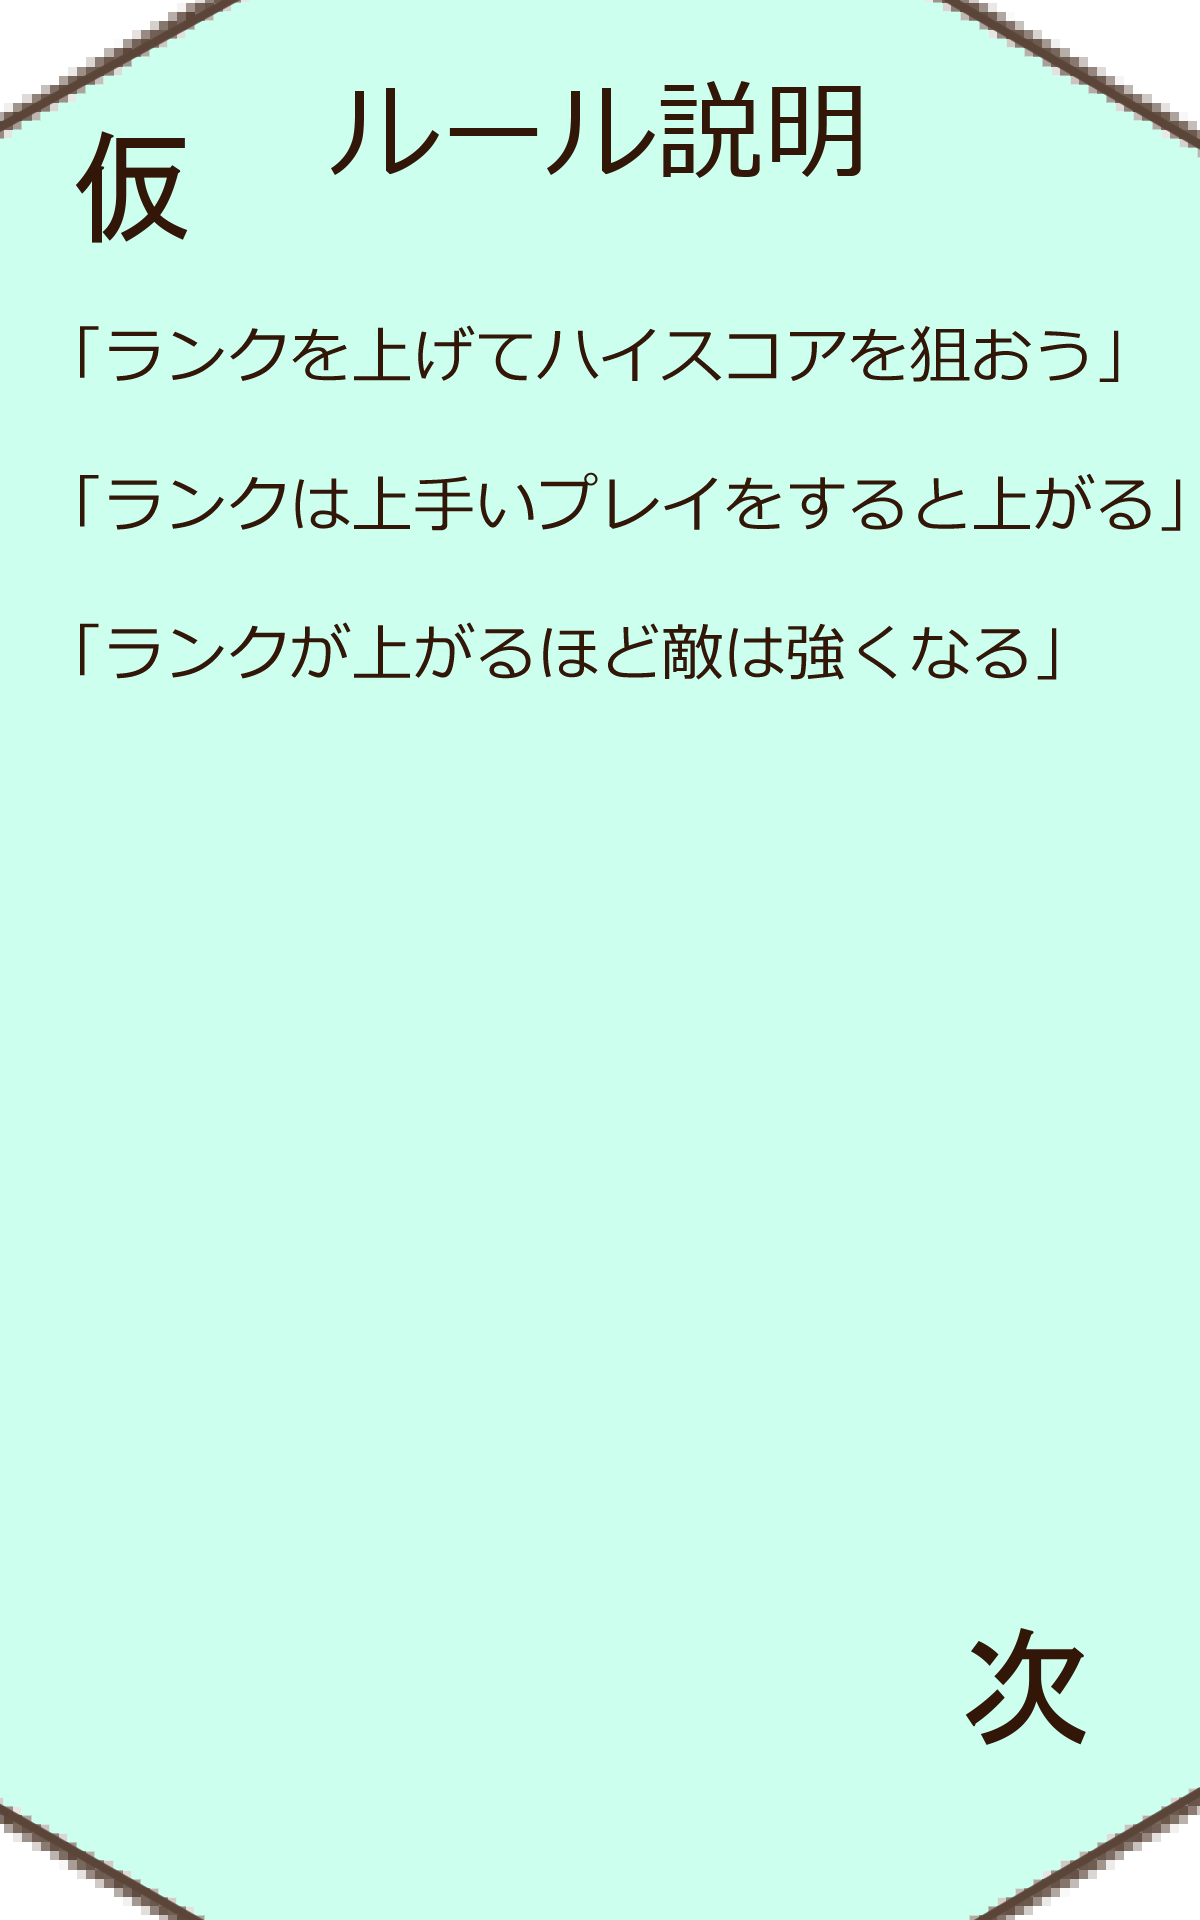 ルール説明
仮
「ランクを上げてハイスコアを狙おう」
「ランクは上手いプレイをすると上がる」
「ランクが上がるほど敵は強くなる」
次